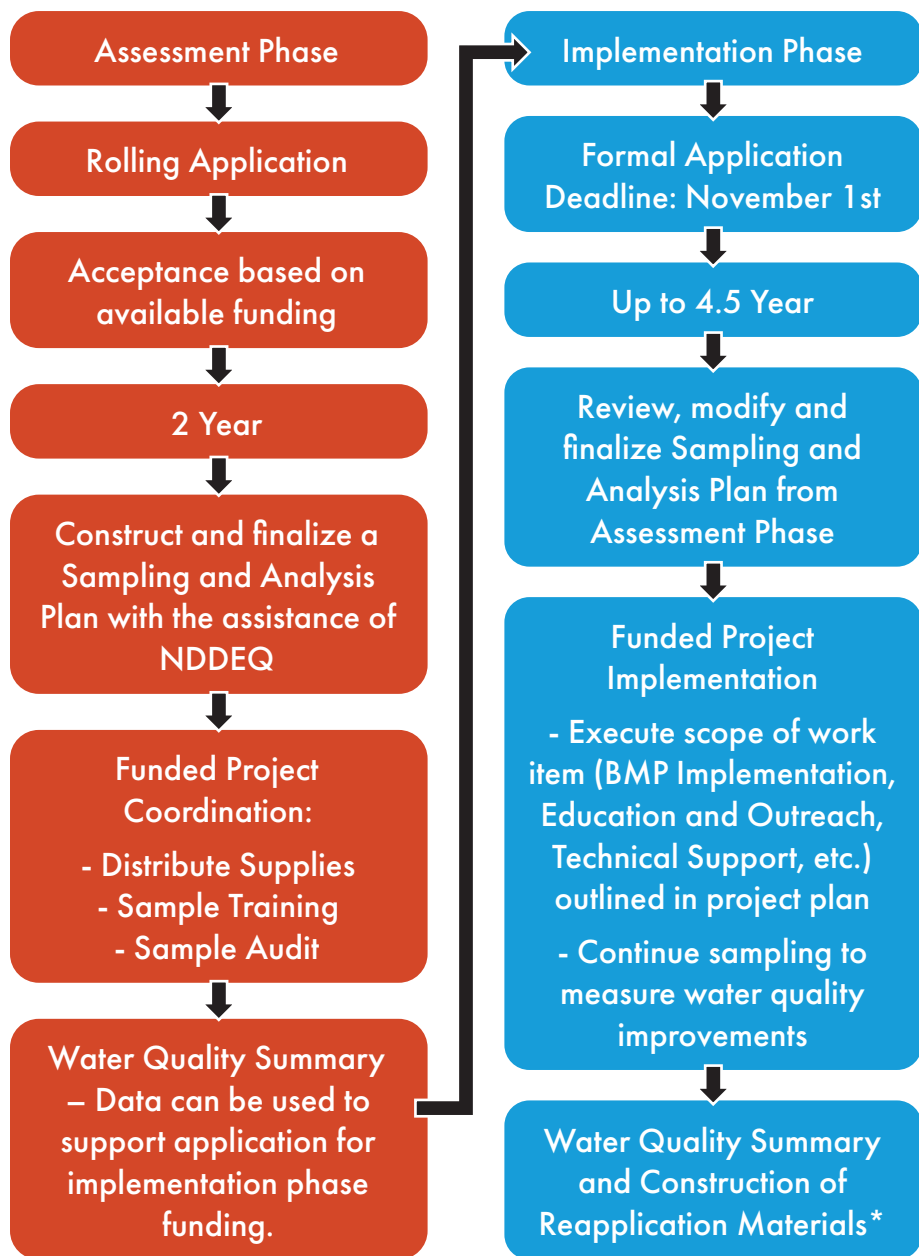 Assessment Phase
Rolling Application
Acceptance based on
available funding
2 Year
Construct and finalize a
Sampling and Analysis
Plan with the assistance of
NDDEQ
Funded Project
Coordination:
- Distribute Supplies
- Sample Training
- Sample Audit
Water Quality Summary
– Data can be used to
support application for
implementation phase
funding.
Implementation Phase
Formal Application
Deadline: November 1st
Up to 4.5 Year
Review, modify and
finalize Sampling and
Analysis Plan from
Assessment Phase
Funded Project
Implementation
- Execute scope of work
item (BMP Implementation,
Education and Outreach,
Technical Support, etc.)
outlined in project plan
- Continue sampling to
measure water quality
improvements
Water Quality Summary
and Construction of
Reapplication Materials*